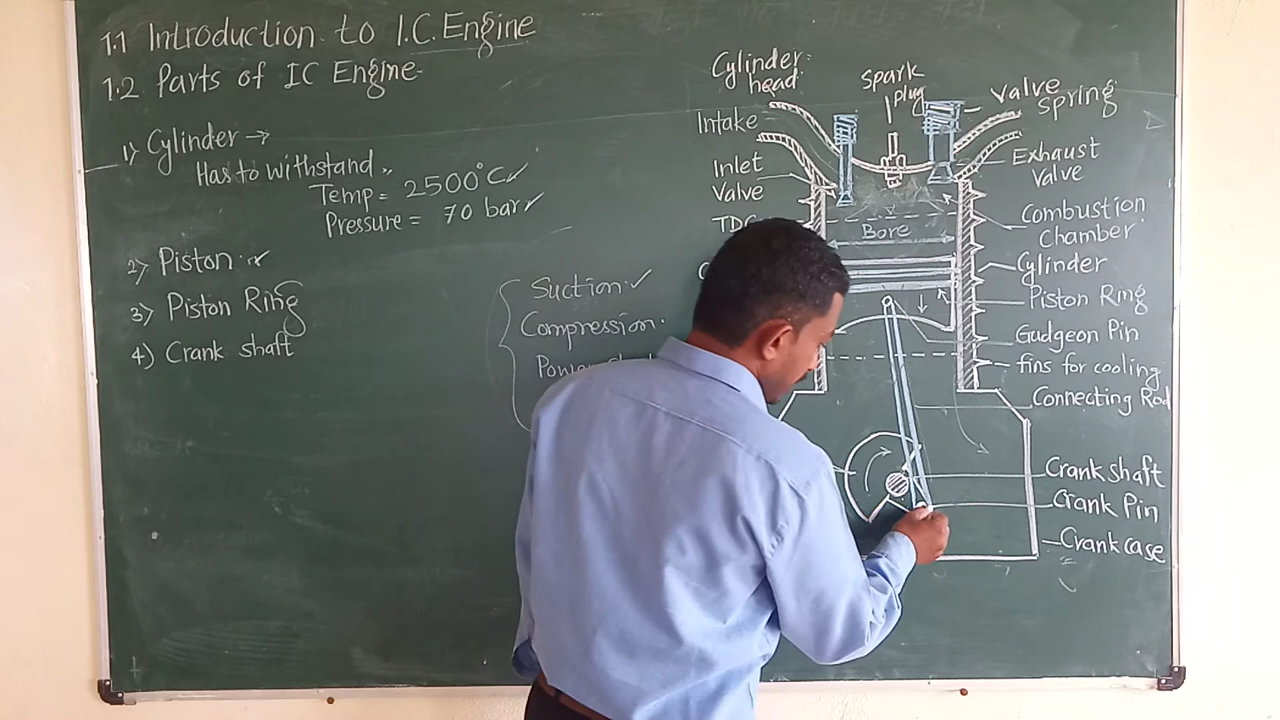 1.1 Introduction to I.C. Engine
1.2 Parts of IC Engine
1) Cylinder →
Has to withstand
Temp = 2500°C ✓
Pressure = 70 bar ✓
2) Piston ✓
3) Piston Ring
4) Crank shaft
Suction ✓
Compression
Cylinder head
Spark plug
Valve spring
Intake
Inlet Valve
TDC
Bore
Exhaust Valve
Combustion Chamber
Cylinder
Piston Ring
Gudgeon Pin
fins for cooling
Connecting Rod
Crank shaft
Crank Pin
Crank case